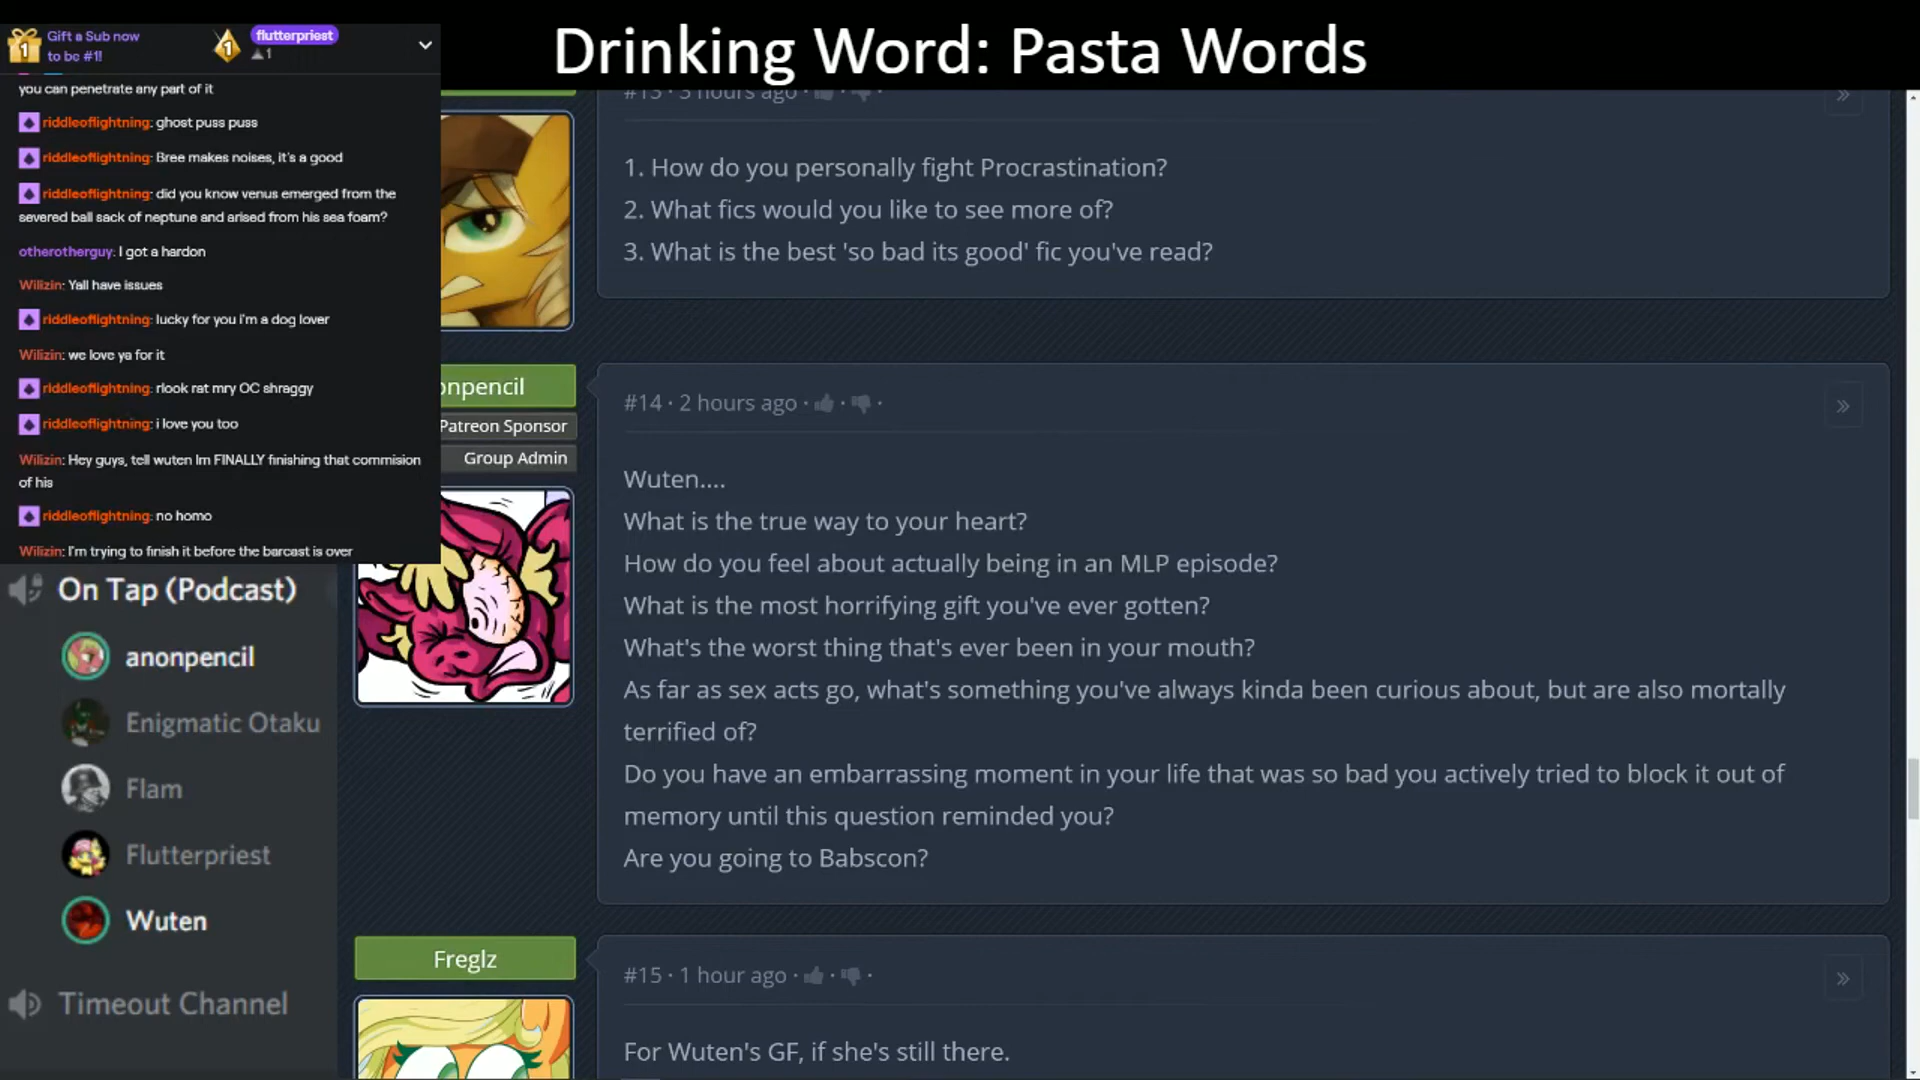 Drinking Word: Pasta Words
Gift a Sub now
to be #1!
1
1
flutterpriest
1
you can penetrate any part of it
riddleoflightning: ghost puss puss
riddleoflightning: Bree makes noises, it's a good
riddleoflightning: did you know venus emerged from the
severed ball sack of neptune and arised from his sea foam?
otherotherguy: I got a hardon
Wilizin: Yall have issues
riddleoflightning: lucky for you i'm a dog lover
Wilizin: we love ya for it
riddleoflightning: rlook rat mry OC shraggy
riddleoflightning: i love you too
Wilizin: Hey guys, tell wuten Im FINALLY finishing that commision
of his
riddleoflightning: no homo
Wilizin: I'm trying to finish it before the barcast is over
On Tap (Podcast)
anonpencil
Enigmatic Otaku
Flam
Flutterpriest
Wuten
Timeout Channel
#13 · 3 hours ago ·
1. How do you personally fight Procrastination?
2. What fics would you like to see more of?
3. What is the best 'so bad its good' fic you've read?
onpencil
Patreon Sponsor
Group Admin
#14 · 2 hours ago ·
Wuten....
What is the true way to your heart?
How do you feel about actually being in an MLP episode?
What is the most horrifying gift you've ever gotten?
What's the worst thing that's ever been in your mouth?
As far as sex acts go, what's something you've always kinda been curious about, but are also mortally
terrified of?
Do you have an embarrassing moment in your life that was so bad you actively tried to block it out of
memory until this question reminded you?
Are you going to Babscon?
Freglz
#15 · 1 hour ago ·
For Wuten's GF, if she's still there.